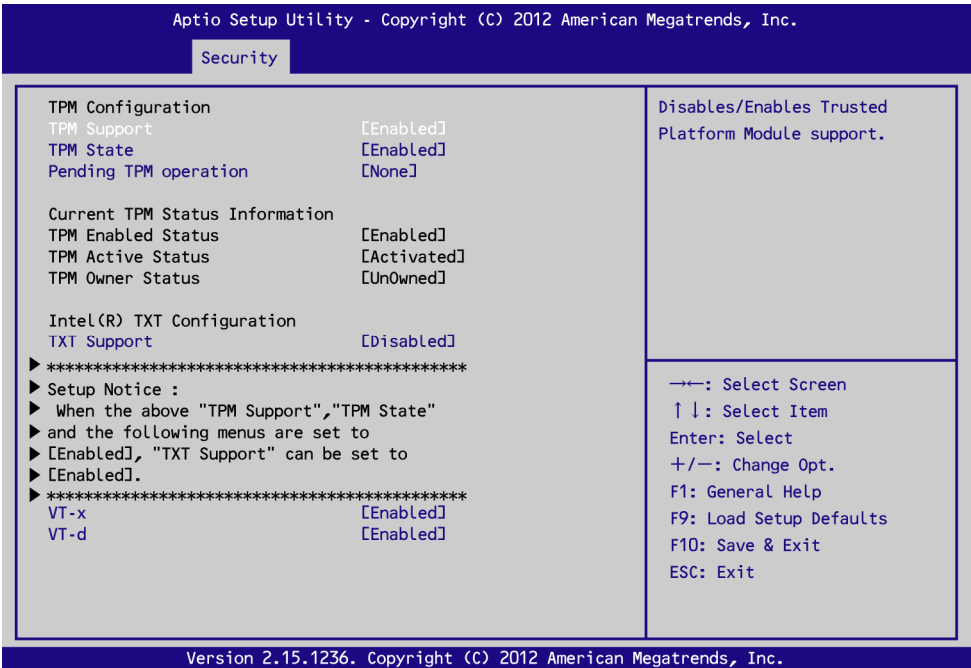 Aptio Setup Utility - Copyright (C) 2012 American Megatrends, Inc.
Security
TPM Configuration
TPM Support [Enabled]
TPM State [Enabled]
Pending TPM operation [None]
Current TPM Status Information
TPM Enabled Status [Enabled]
TPM Active Status [Activated]
TPM Owner Status [UnOwned]
Intel(R) TXT Configuration
TXT Support [Disabled]
*********************************************
Setup Notice :
When the above "TPM Support","TPM State"
and the following menus are set to
[Enabled], "TXT Support" can be set to
[Enabled].
*********************************************
VT-x [Enabled]
VT-d [Enabled]
Disables/Enables Trusted
Platform Module support.
→←: Select Screen
↑↓: Select Item
Enter: Select
+/-: Change Opt.
F1: General Help
F9: Load Setup Defaults
F10: Save & Exit
ESC: Exit
Version 2.15.1236. Copyright (C) 2012 American Megatrends, Inc.